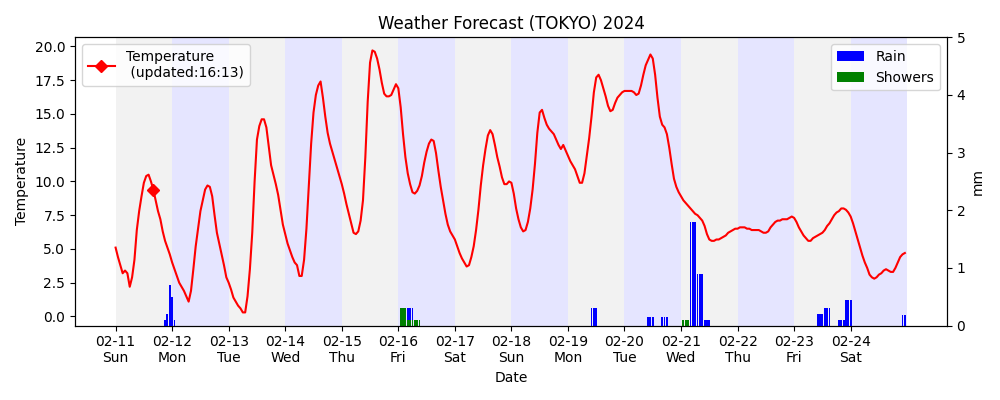 Weather Forecast (TOKYO) 2024
Temperature
(updated:16:13)
Rain
Showers
Temperature
20.0
17.5
15.0
12.5
10.0
7.5
5.0
2.5
0.0
5
4
3
2
1
0
mm
02-11 02-12 02-13 02-14 02-15 02-16 02-17 02-18 02-19 02-20 02-21 02-22 02-23 02-24
Sun Mon Tue Wed Thu Fri Sat Sun Mon Tue Wed Thu Fri Sat
Date